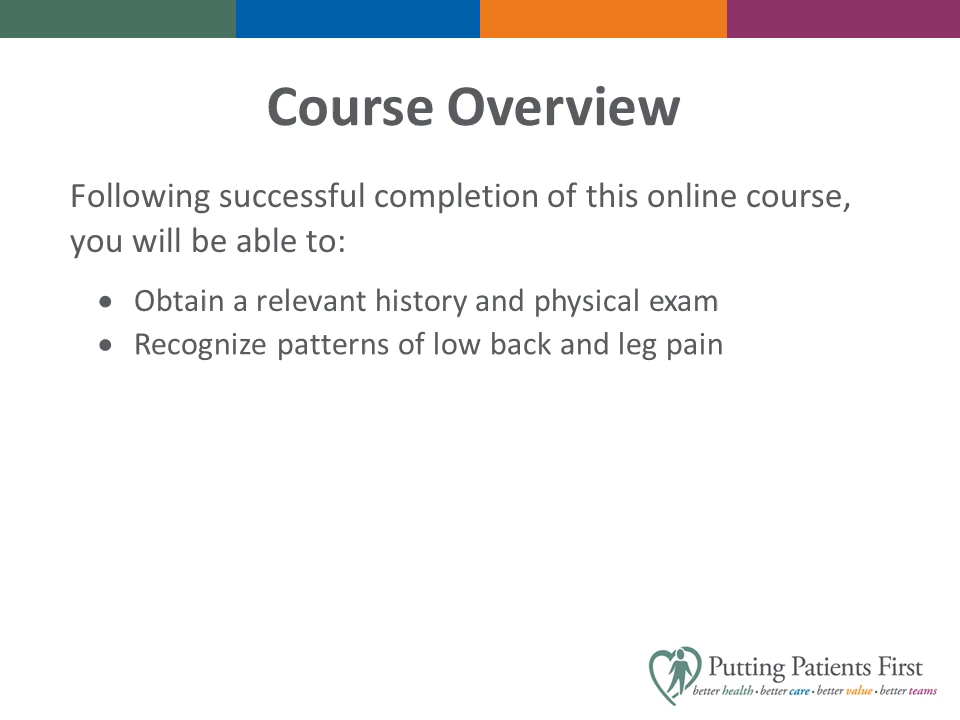 Course Overview
Following successful completion of this online course,
you will be able to:
• Obtain a relevant history and physical exam
• Recognize patterns of low back and leg pain
Putting Patients First
better health • better care • better value • better teams